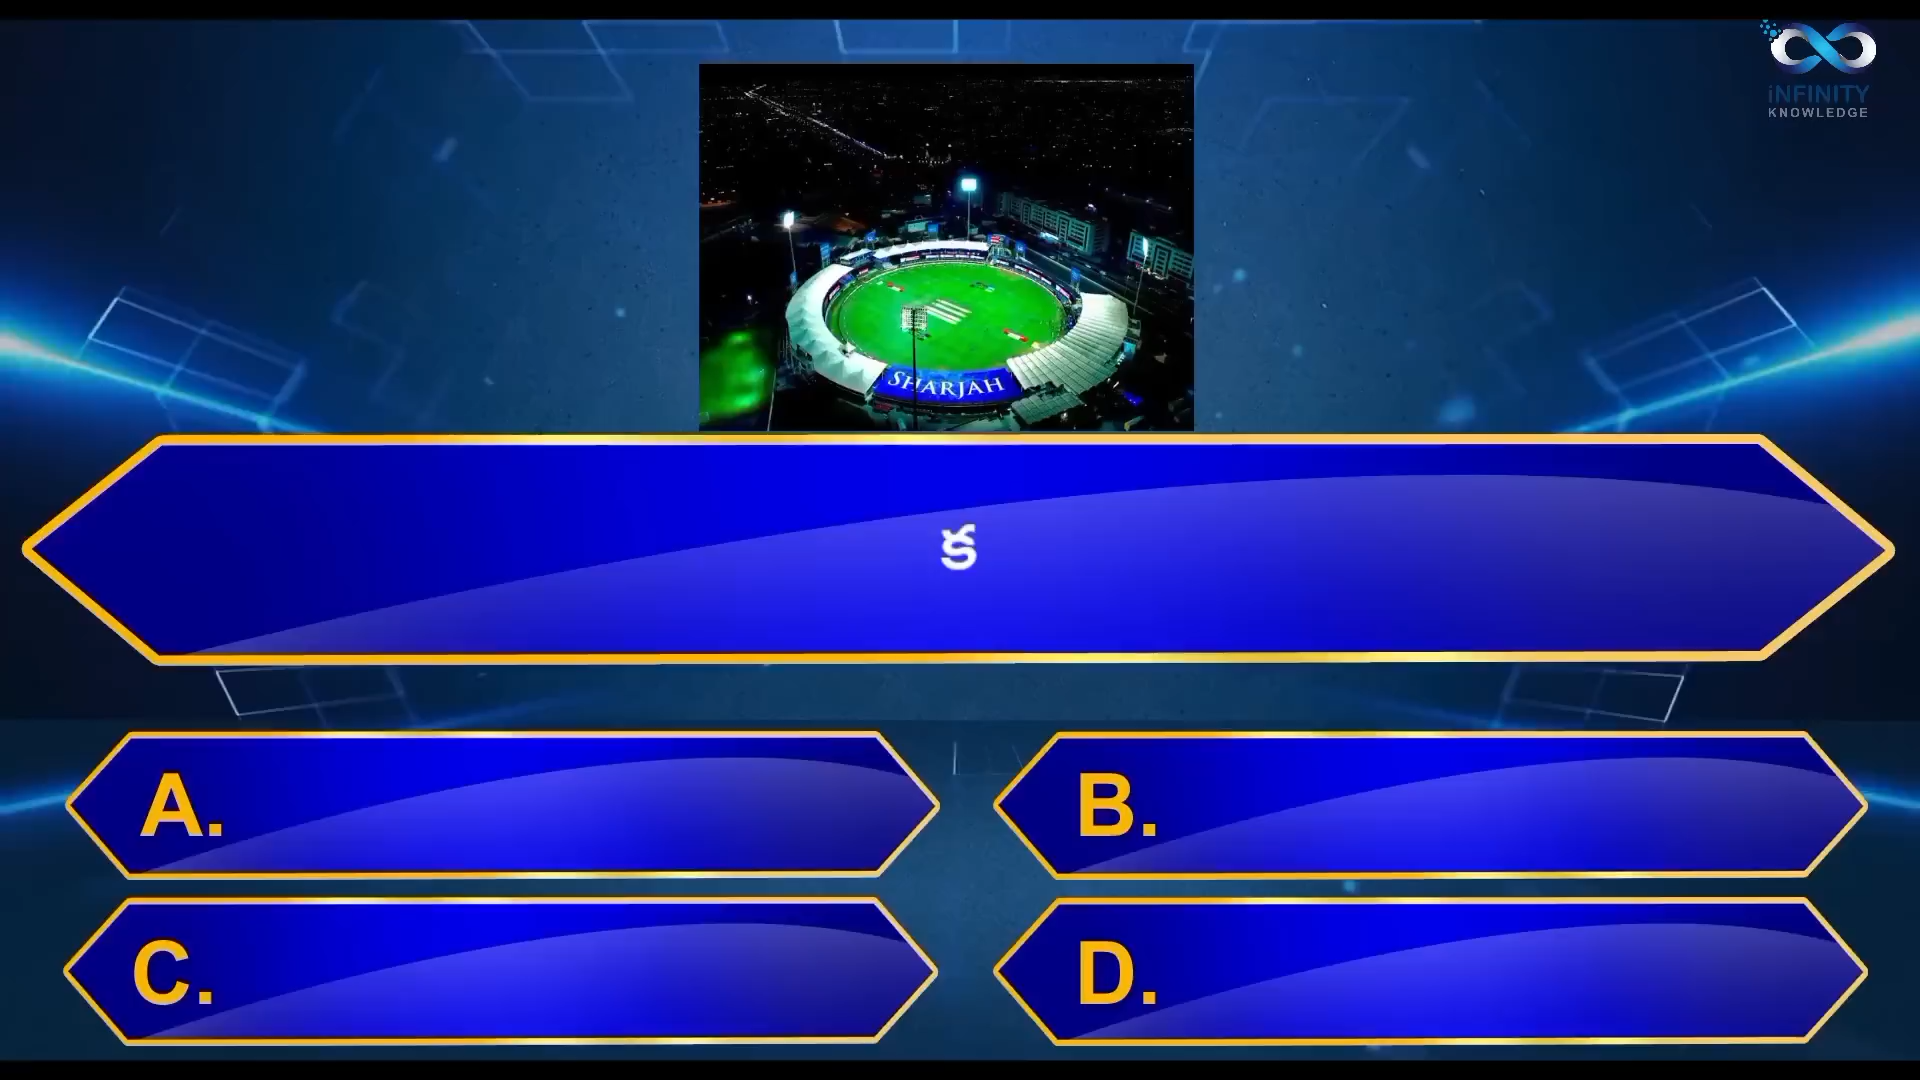 iNFINITY
KNOWLEDGE
SHARJAH
క
A.
B.
C.
D.